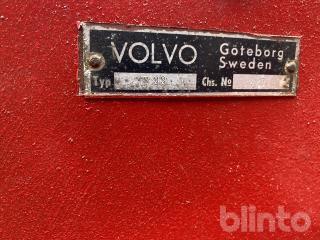 VOLVO Göteborg
Sweden
Typ Chs. No
blinto